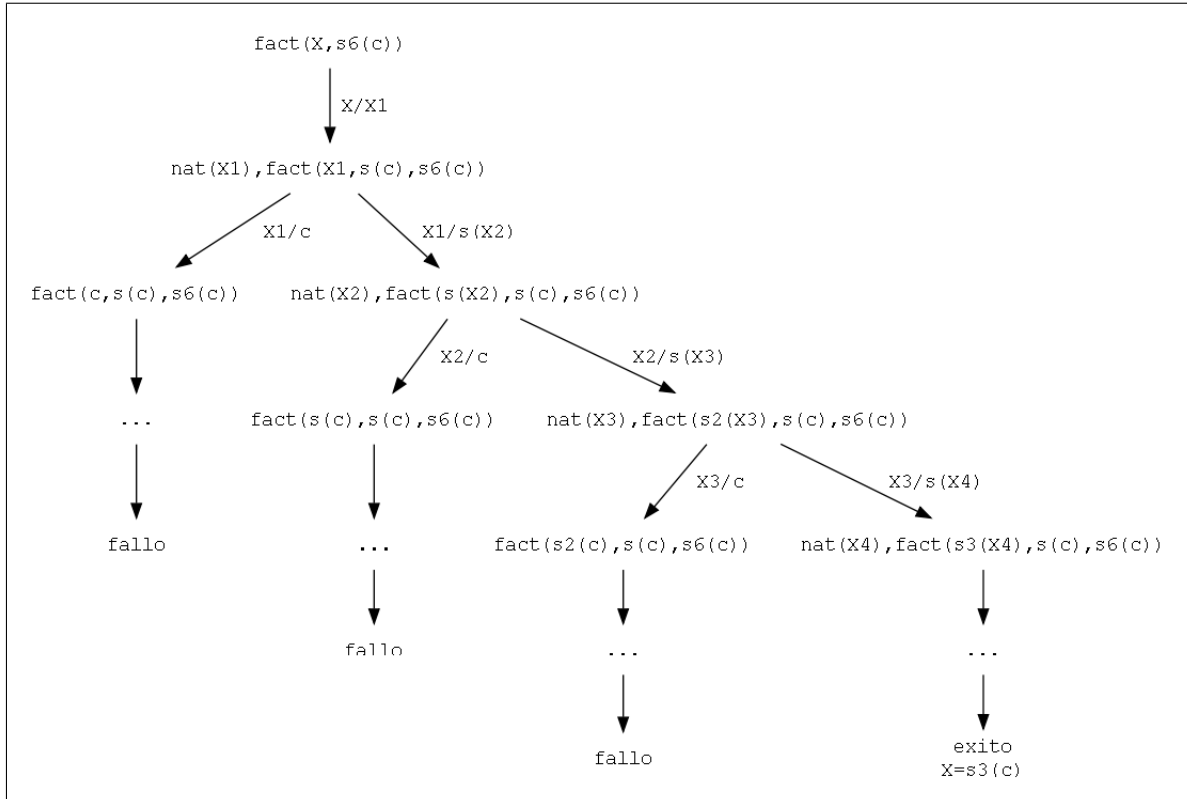 fact(X,s6(c))
X/X1
nat(X1),fact(X1,s(c),s6(c))
X1/c
X1/s(X2)
fact(c,s(c),s6(c))
nat(X2),fact(s(X2),s(c),s6(c))
X2/c
X2/s(X3)
...
fact(s(c),s(c),s6(c))
nat(X3),fact(s2(X3),s(c),s6(c))
X3/c
X3/s(X4)
fallo
...
fact(s2(c),s(c),s6(c))
nat(X4),fact(s3(X4),s(c),s6(c))
fallo
...
...
fallo
exito
X=s3(c)